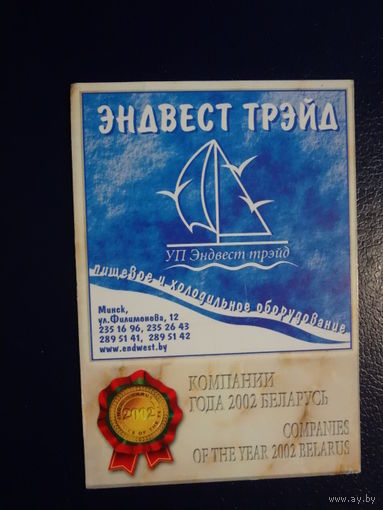 ЭНДВЕСТ ТРЭЙД
УП Эндвест трэйд
пищевое и холодильное оборудование
Минск,
ул.Филимонова, 12
235 16 96, 235 26 43
289 51 41, 289 51 42
www.endwest.by
КОМПАНИИ
ГОДА 2002 БЕЛАРУСЬ
COMPANIES
OF THE YEAR 2002 BELARUS
2002
ay.by